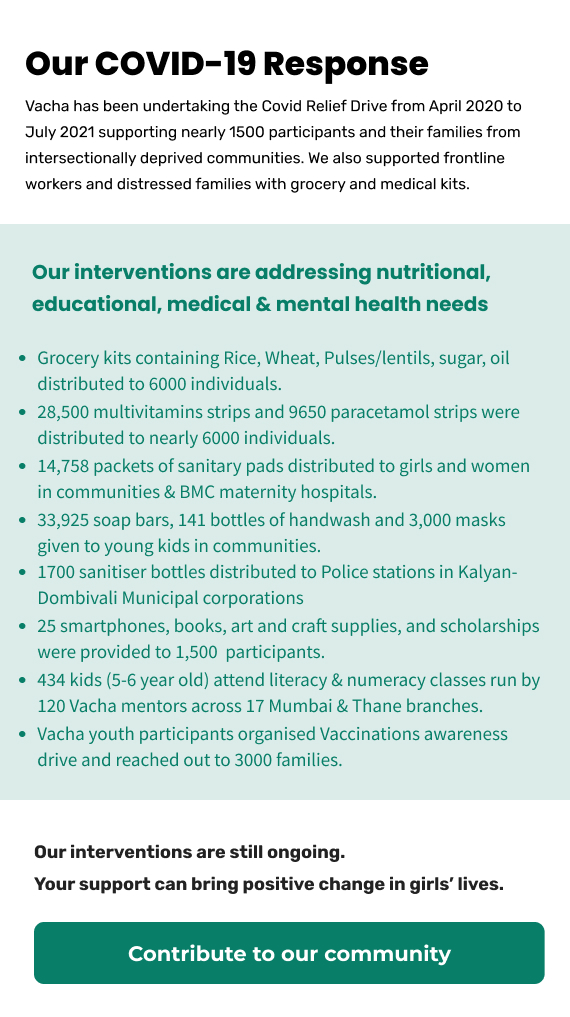 Our COVID-19 Response
Vacha has been undertaking the Covid Relief Drive from April 2020 to
July 2021 supporting nearly 1500 participants and their families from
intersectionally deprived communities. We also supported frontline
workers and distressed families with grocery and medical kits.
Our interventions are addressing nutritional,
educational, medical & mental health needs
• Grocery kits containing Rice, Wheat, Pulses/lentils, sugar, oil
distributed to 6000 individuals.
• 28,500 multivitamins strips and 9650 paracetamol strips were
distributed to nearly 6000 individuals.
• 14,758 packets of sanitary pads distributed to girls and women
in communities & BMC maternity hospitals.
• 33,925 soap bars, 141 bottles of handwash and 3,000 masks
given to young kids in communities.
• 1700 sanitiser bottles distributed to Police stations in Kalyan-
Dombivali Municipal corporations
• 25 smartphones, books, art and craft supplies, and scholarships
were provided to 1,500  participants.
• 434 kids (5-6 year old) attend literacy & numeracy classes run by
120 Vacha mentors across 17 Mumbai & Thane branches.
• Vacha youth participants organised Vaccinations awareness
drive and reached out to 3000 families.
Our interventions are still ongoing.
Your support can bring positive change in girls’ lives.
Contribute to our community